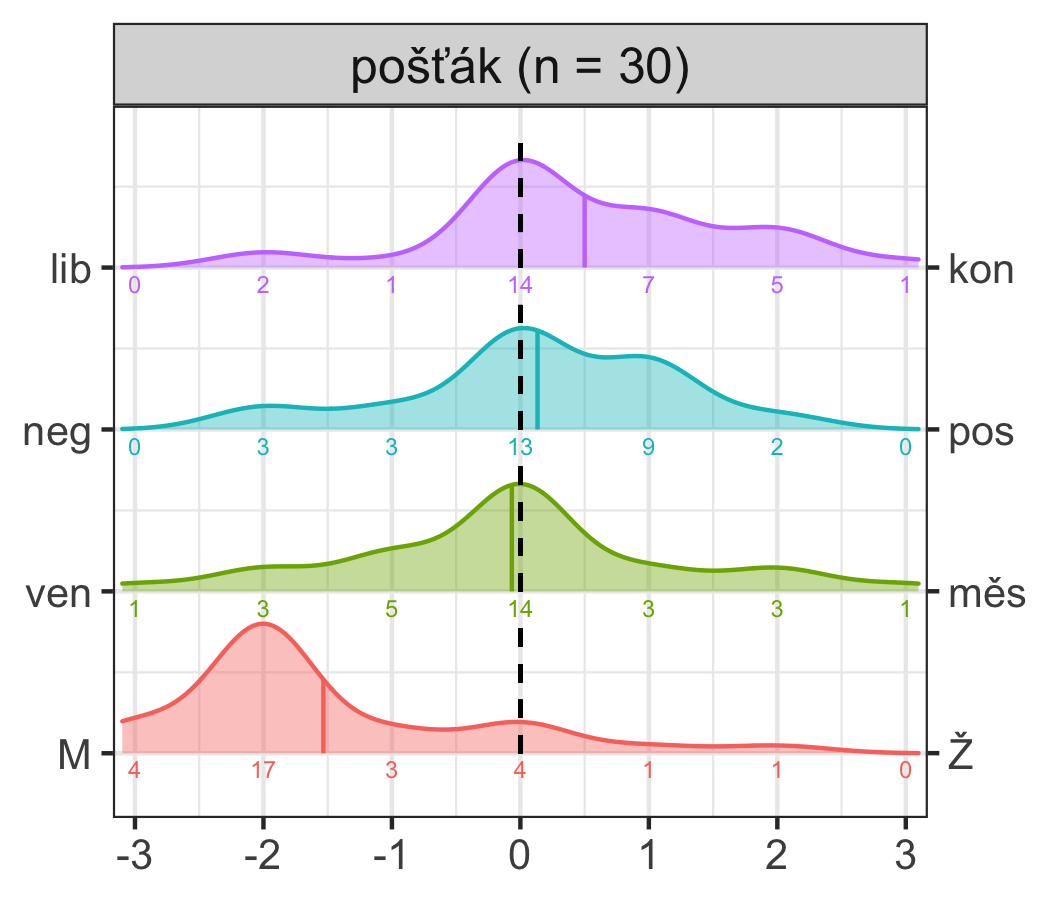 pošťák (n = 30)
lib kon
0 2 1 14 7 5 1
neg pos
0 3 3 13 9 2 0
ven měs
1 3 5 14 3 3 1
M Ž
4 17 3 4 1 1 0
-3 -2 -1 0 1 2 3